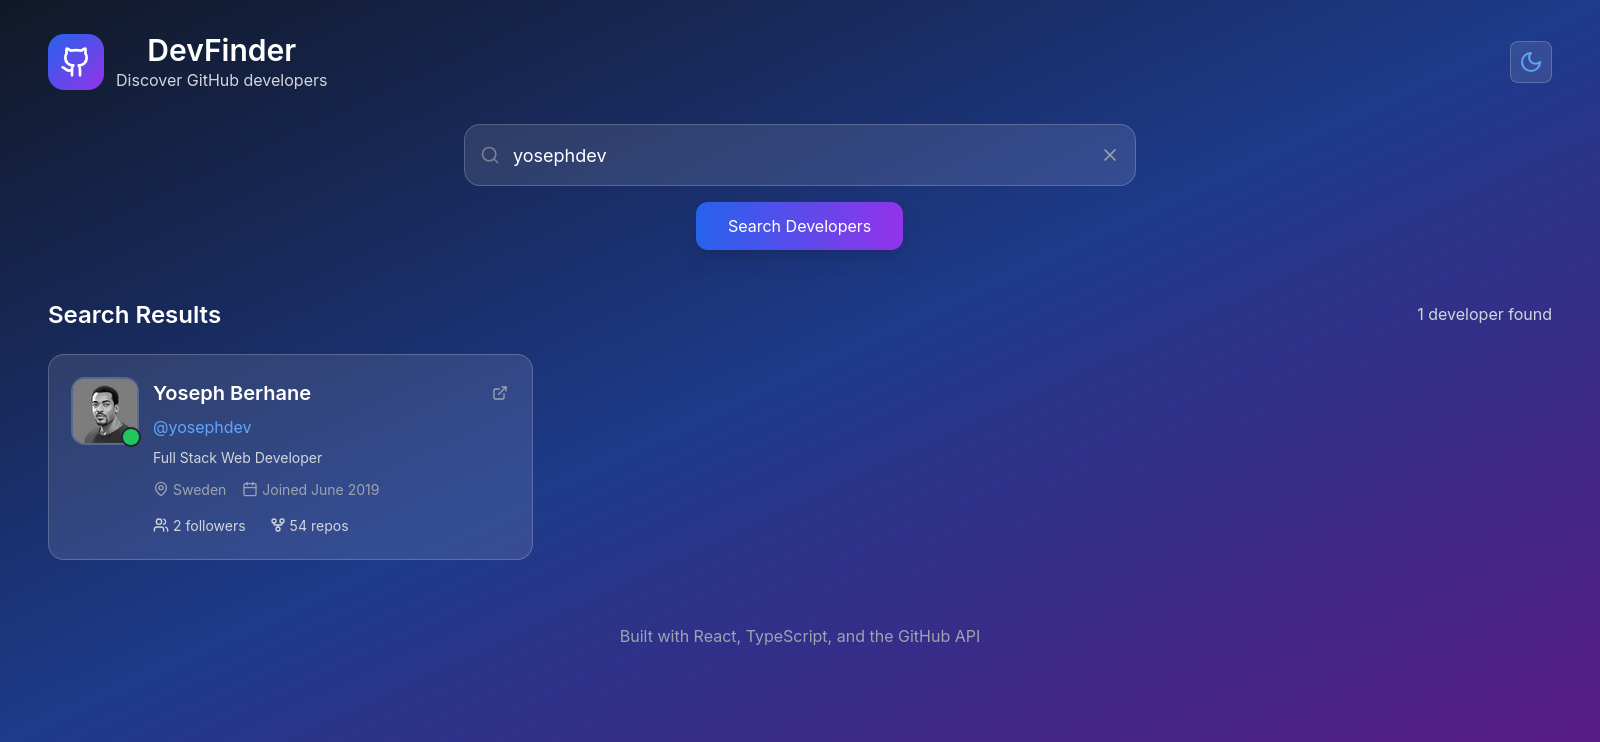 DevFinder
Discover GitHub developers
yosephdev
Search Developers
Search Results
1 developer found
Yoseph Berhane
@yosephdev
Full Stack Web Developer
Sweden Joined June 2019
2 followers 54 repos
Built with React, TypeScript, and the GitHub API